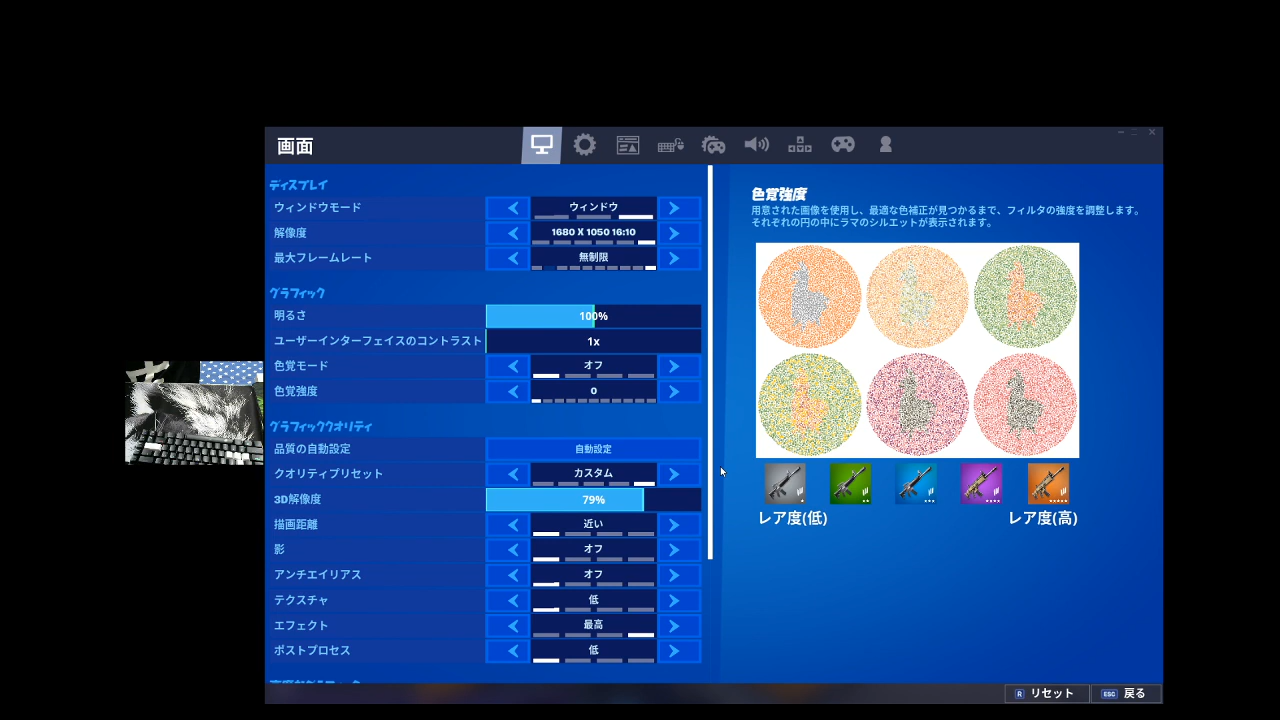 画面
ディスプレイ
ウィンドウモード
ウィンドウ
解像度
1680 X 1050 16:10
最大フレームレート
無制限
グラフィック
明るさ
100%
ユーザーインターフェイスのコントラスト
1x
色覚モード
オフ
色覚強度
0
グラフィッククオリティ
品質の自動設定
自動設定
クオリティプリセット
カスタム
3D解像度
79%
描画距離
近い
影
オフ
アンチエイリアス
オフ
テクスチャ
低
エフェクト
最高
ポストプロセス
低
色覚強度
用意された画像を使用し、最適な色補正が見つかるまで、フィルタの強度を調整します。
それぞれの円の中にラマのシルエットが表示されます。
レア度(低)
レア度(高)
R リセット
ESC 戻る